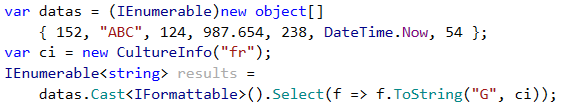 var datas = (IEnumerable)new object[]
{ 152, "ABC", 124, 987.654, 238, DateTime.Now, 54 };
var ci = new CultureInfo("fr");
IEnumerable<string> results =
datas.Cast<IFormattable>().Select(f => f.ToString("G", ci));